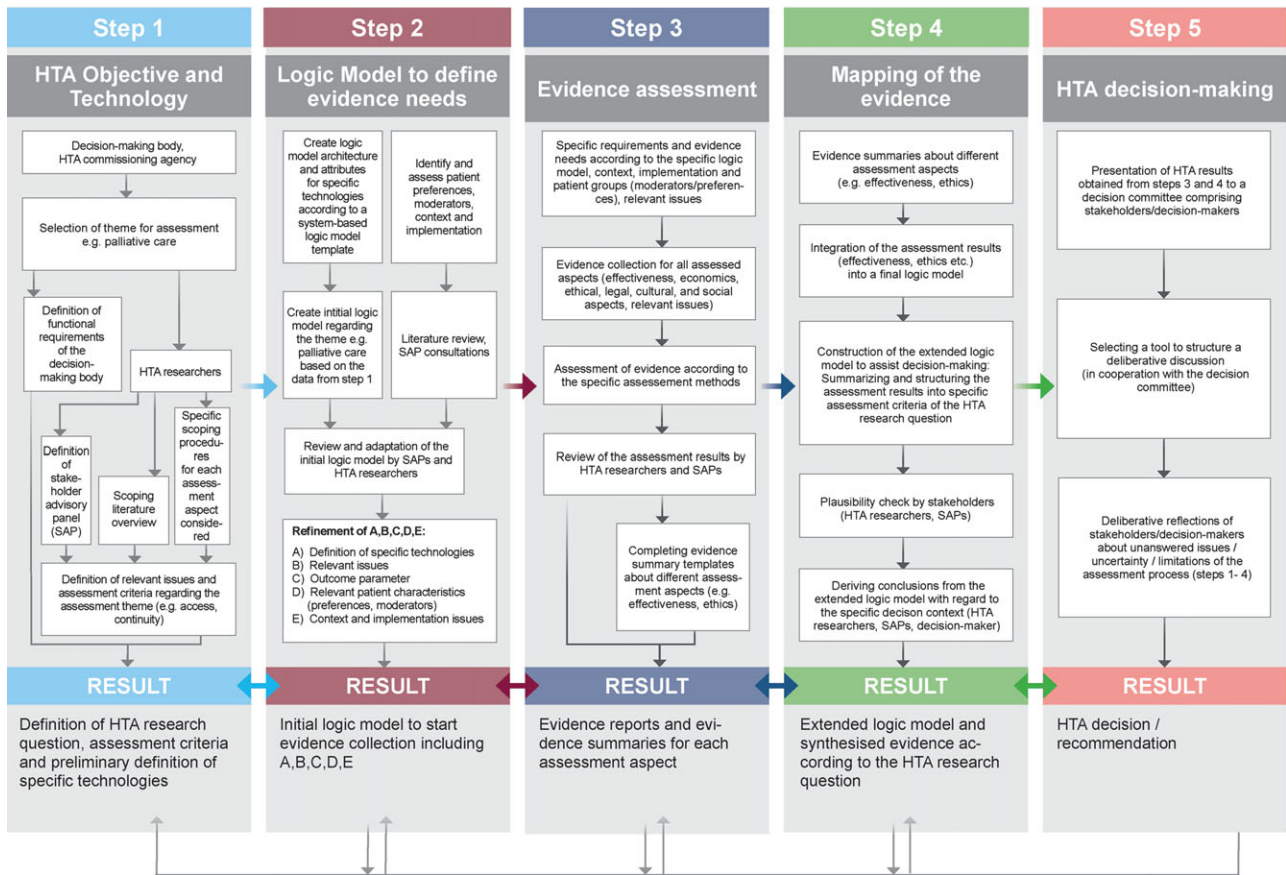 Step 1
HTA Objective and
Technology
Decision-making body,
HTA commissioning agency
Selection of theme for assessment
e.g. palliative care
Definition of
functional
requirements
of the
decision-
making body
HTA researchers
Definition
of
stake-
holder
advisory
panel
(SAP)
Scoping
literature
overview
Specific
scoping
procedu-
res
for each
assess-
ment
aspect
conside-
red
Definition of relevant issues and
assessment criteria regarding the
assessment theme (e.g. access,
continuity)
RESULT
Definition of HTA research
question, assessment criteria
and preliminary definition of
specific technologies
Step 2
Logic Model to define
evidence needs
Create logic
model architecture
and attributes
for specific
technologies
according to a
system-based
logic model
template
Identify and
assess patient
preferences,
moderators,
context and
implementation
Create intitial logic
model regarding
the theme e.g.
palliative care
based on the
data from step 1
Literature review,
SAP consultations
Review and adaptation of the
initial logic model by SAPs and
HTA researchers
Refinement of A,B,C,D,E:
A) Definition of specific technologies
B) Relevant issues
C) Outcome parameter
D) Relevant patient characteristics
(preferences, moderators)
E) Context and implementation issues
RESULT
Initial logic model to start
evidence collection including
A,B,C,D,E
Step 3
Evidence assessment
Specific requirements and evidence
needs according to the specific logic
model, context, implementation and
patient groups (moderators/preferen-
ces), relevant issues
Evidence collection for all assessed
aspects (effectiveness, economics,
ethical, legal, cultural, and social
aspects, relevant issues)
Assessment of evidence according to
the specific assessment methods
Review of the assessment results by
HTA researchers and SAPs
Completing evidence
summary templates
about different assess-
ment aspects (e.g.
effectiveness, ethics)
RESULT
Evidence reports and evi-
dence summaries for each
assessment aspect
Step 4
Mapping of the
evidence
Evidence summaries about different
assessment aspects
(e.g. effectiveness, ethics)
Integration of the assessment results
(effectiveness, ethics etc.)
into a final logic model
Construction of the extended logic
model to assist decision-making:
Summarizing and structuring the
assessment results into specific
assessment criteria of the HTA
research question
Plausibility check by stakeholders
(HTA researchers, SAPs)
Deriving conclusions from the
extended logic model with regard to
the specific decison context (HTA
researchers, SAPs, decision-maker)
RESULT
Extended logic model and
synthesised evidence ac-
cording to the HTA research
question
Step 5
HTA decision-making
Presentation of HTA results
obtained from steps 3 and 4 to a
decision committee comprising
stakeholders/decision-makers
Selecting a tool to structure a
deliberative discussion
(in cooperation with the decision
committee)
Deliberative reflections of
stakeholders/decision-makers
about unanswered issues /
uncertainty / limitations of the
assessment process (steps 1- 4)
RESULT
HTA decision /
recommendation